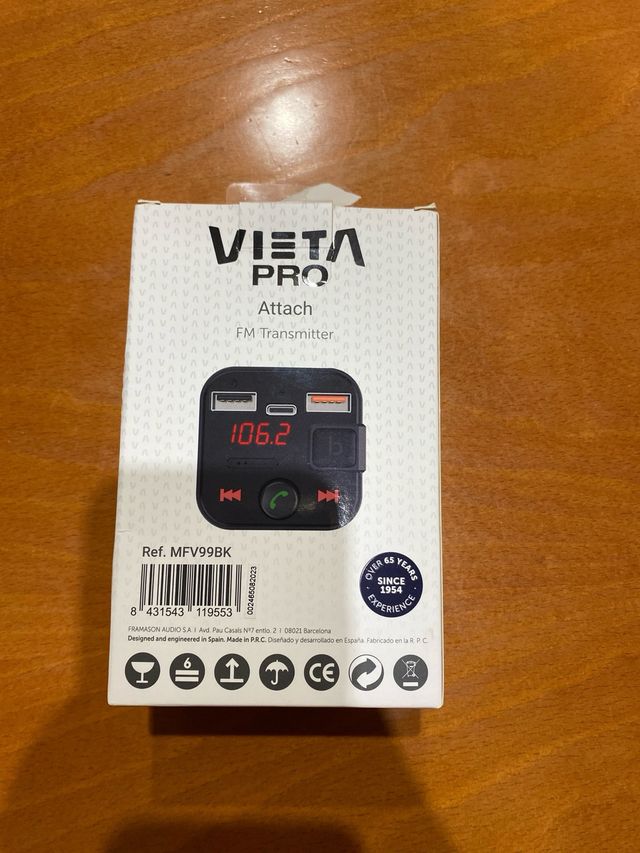 VIETA
PRO
Attach
FM Transmitter
106.2
b
Ref. MFV99BK
8 431543 119553
002465082023
OVER 65 YEARS
SINCE
1954
EXPERIENCE
FRAMASON AUDIO S.A I Avd. Pau Casals Nº7 entlo. 2 I 08021 Barcelona
Designed and engineered in Spain. Made in P.R.C. Diseñado y desarrollado en España. Fabricado en la R. P. C.
6
CE